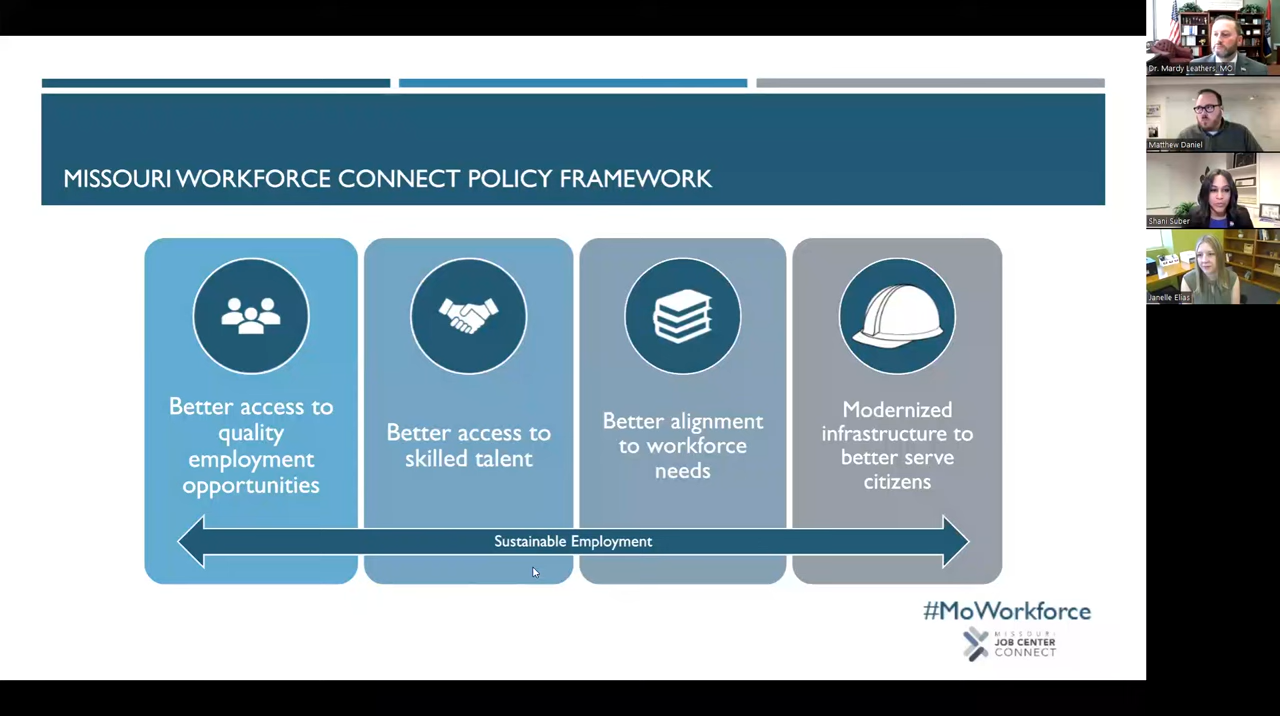 MISSOURI WORKFORCE CONNECT POLICY FRAMEWORK
Better access to
quality
employment
opportunities
Better access to
skilled talent
Better alignment
to workforce
needs
Modernized
infrastructure to
better serve
citizens
Sustainable Employment
#MoWorkforce
MISSOURI
JOB CENTER
CONNECT
Dr. Mardy Leathers, MO
Matthew Daniel
Shani Suber
Janelle Elias